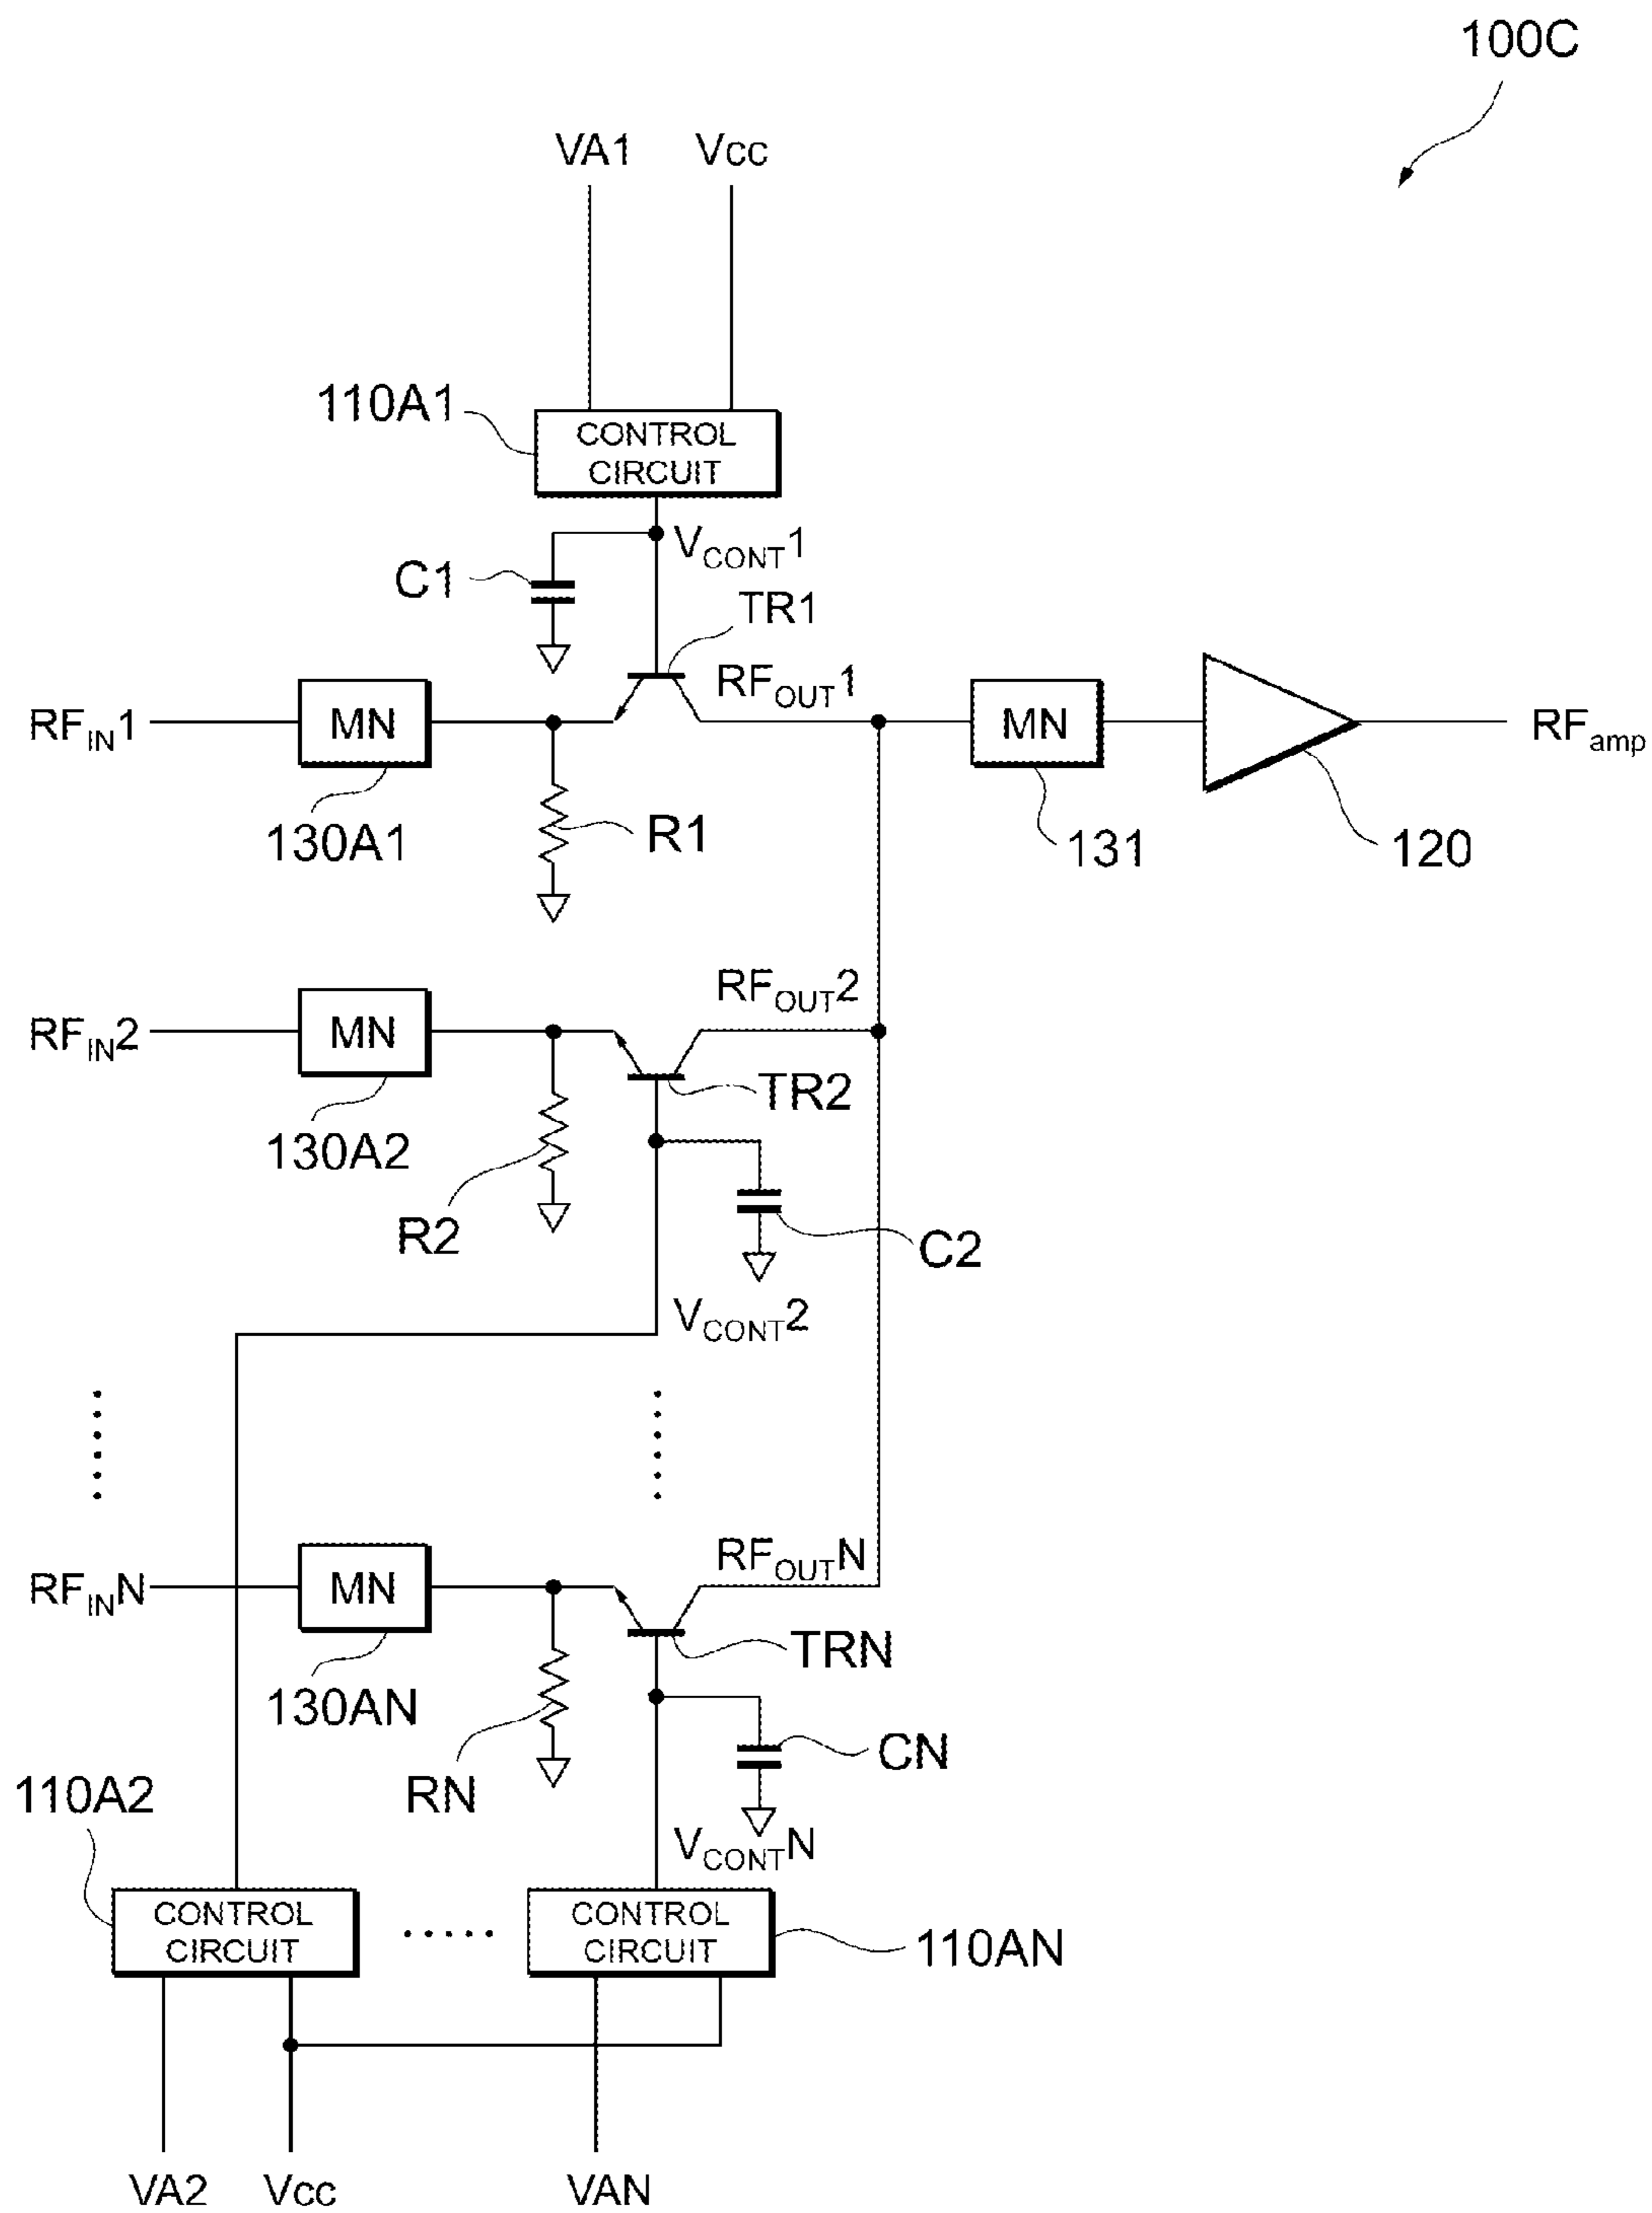 100C
VA1 Vcc
110A1
CONTROL
CIRCUIT
VCONT1
C1
TR1
RFOUT1
RFIN1
MN
MN
RFamp
130A1
R1
131
120
RFOUT2
RFIN2
MN
TR2
130A2
R2
C2
VCONT2
RFOUTN
RFINN
MN
TRN
130AN
RN
CN
110A2
VCONTN
CONTROL
CIRCUIT
CONTROL
CIRCUIT
110AN
VA2 Vcc VAN